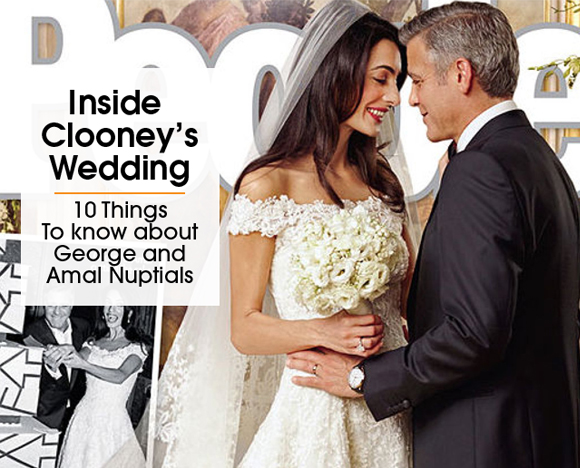 Inside
Clooney's
Wedding
10 Things
To know about
George and
Amal Nuptials